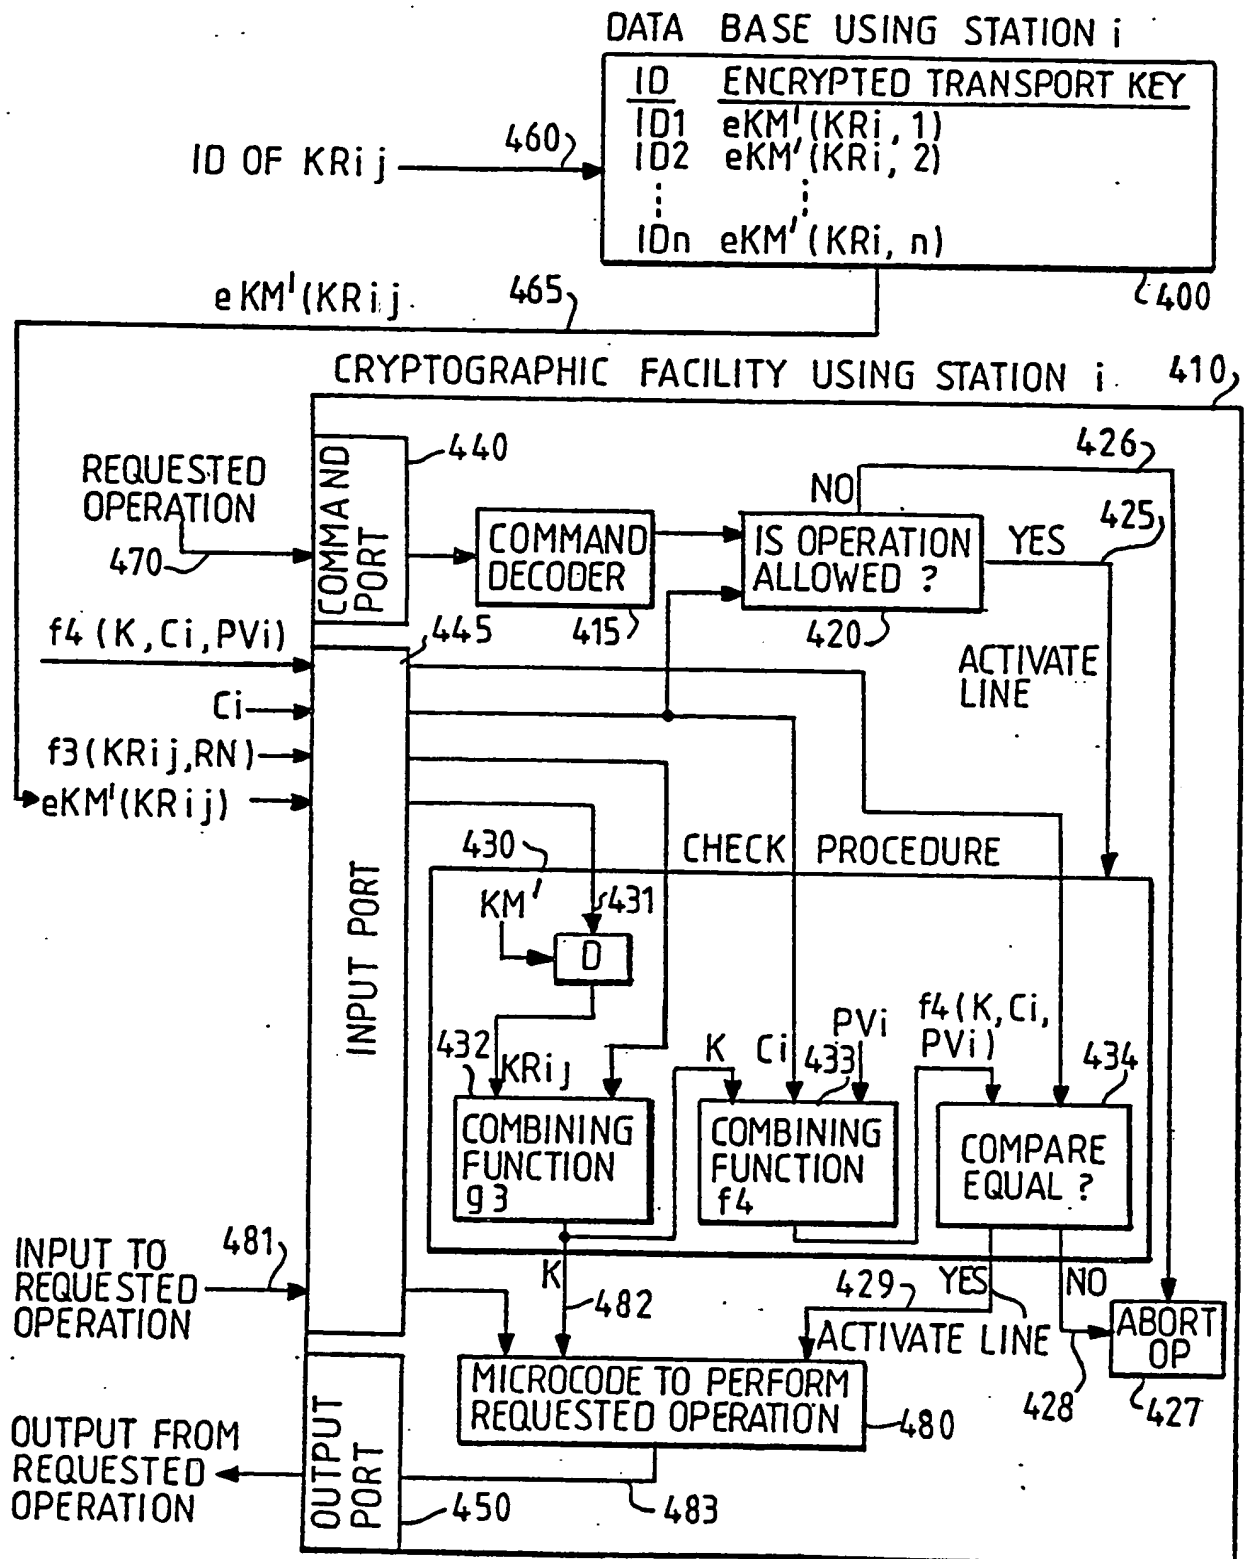 DATA BASE USING STATION i
ID ENCRYPTED TRANSPORT KEY
ID1 eKM'(KRi, 1)
ID2 eKM'(KRi, 2)
IDn eKM'(KRi, n)
400
ID OF KRij
460
eKM'(KRij
465
CRYPTOGRAPHIC FACILITY USING STATION i
410
COMMAND PORT
440
REQUESTED
OPERATION
470
COMMAND
DECODER
415
IS OPERATION
ALLOWED ?
420
NO
426
YES
425
ACTIVATE
LINE
f4 (K, Ci, PVi)
445
Ci
f3(KRij,RN)
eKM'(KRij)
INPUT PORT
430
CHECK PROCEDURE
KM'
431
D
432
KRij
COMBINING
FUNCTION
g3
K
Ci
PVi
433
COMBINING
FUNCTION
f4
f4(K, Ci,
PVi)
434
COMPARE
EQUAL ?
INPUT TO
REQUESTED
OPERATION
481
K
482
429
YES
NO
ACTIVATE LINE
428
ABORT
OP
427
MICROCODE TO PERFORM
REQUESTED OPERATION
480
OUTPUT FROM
REQUESTED
OPERATION
OUTPUT
PORT
450
483